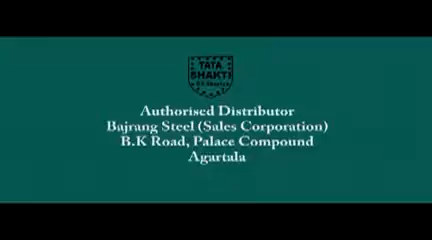 TATA
SHAKTI
Authorised Distributor
Bajrang Steel (Sales Corporation)
B.K Road, Palace Compound
Agartala